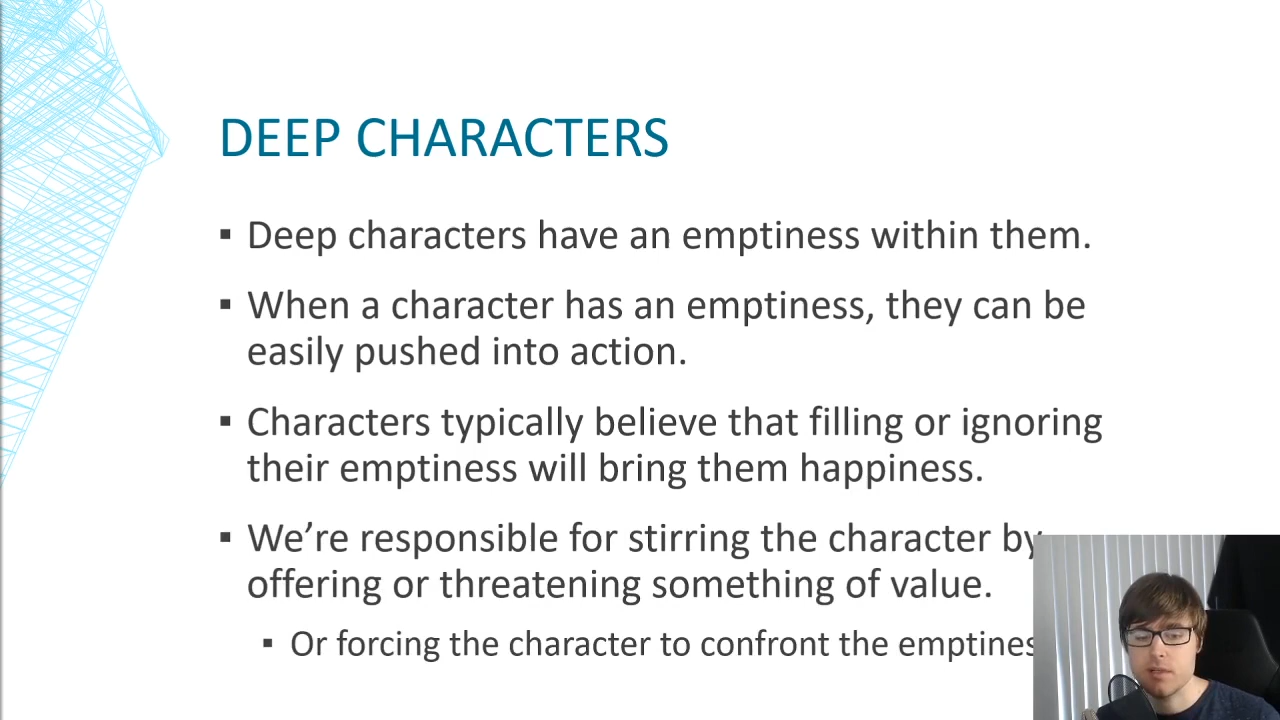 DEEP CHARACTERS
▪ Deep characters have an emptiness within them.
▪ When a character has an emptiness, they can be
easily pushed into action.
▪ Characters typically believe that filling or ignoring
their emptiness will bring them happiness.
▪ We’re responsible for stirring the character by
offering or threatening something of value.
▪ Or forcing the character to confront the